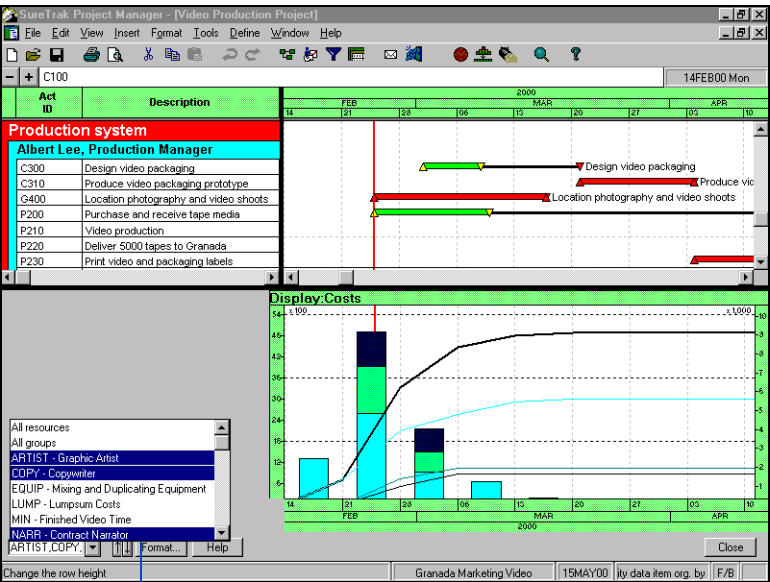 SureTrak Project Manager - [Video Production Project]
File Edit View Insert Format Tools Define Window Help
C100
14FEB00 Mon
Act ID
Description
2000
FEB MAR APR
14 21 28 06 13 20 27 03 10
Production system
Albert Lee, Production Manager
C300 Design video packaging
Design video packaging
C310 Produce video packaging prototype
Produce vid
G400 Location photography and video shoots
Location photography and video shoots
P200 Purchase and receive tape media
P210 Video production
P220 Deliver 5000 tapes to Granada
P230 Print video and packaging labels
Display:Costs
x 100
x 1,000
54
48
42
36
30
24
18
12
6
10
9
7
6
5
4
3
2
1
14 21 28 06 13 20 27 03 10
FEB MAR APR
2000
All resources
All groups
ARTIST - Graphic Artist
COPY - Copywriter
EQUIP - Mixing and Duplicating Equipment
LUMP - Lumpsum Costs
MIN - Finished Video Time
NARR - Contract Narrator
ARTIST,COPY, Format... Help Close
Change the row height
Granada Marketing Video 15MAY00 ity data item org. by F/B